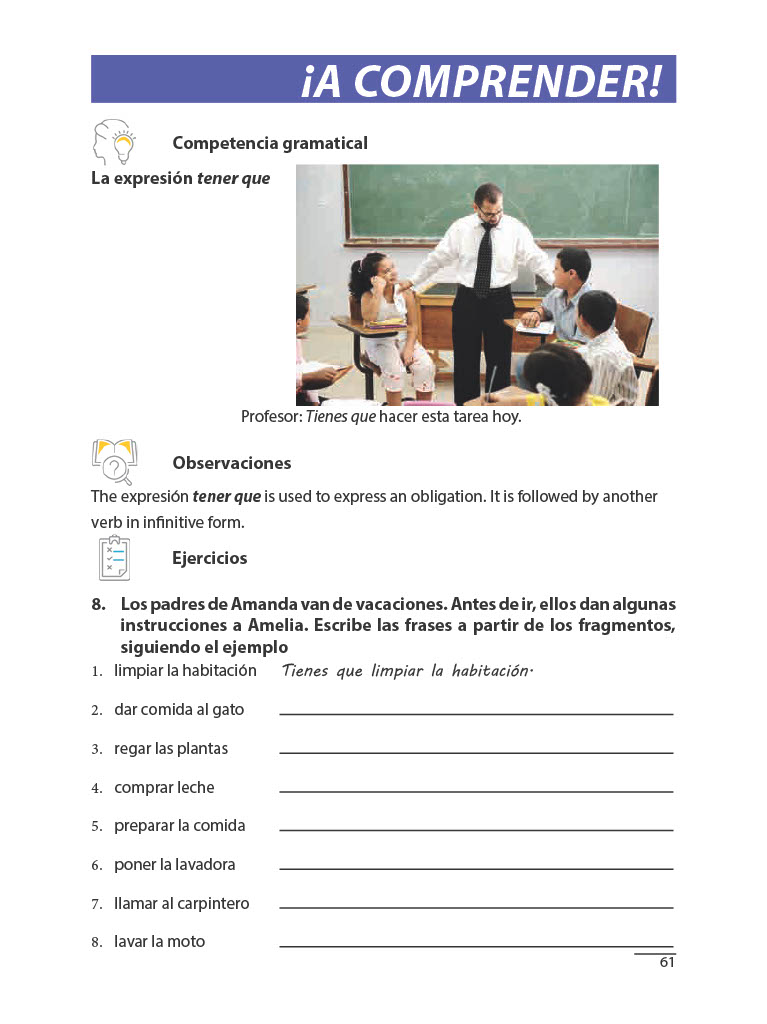 ¡A COMPRENDER!
Competencia gramatical
La expresión tener que
Profesor: Tienes que hacer esta tarea hoy.
Observaciones
The expresión tener que is used to express an obligation. It is followed by another
verb in infinitive form.
Ejercicios
8. Los padres de Amanda van de vacaciones. Antes de ir, ellos dan algunas
instrucciones a Amelia. Escribe las frases a partir de los fragmentos,
siguiendo el ejemplo
1. limpiar la habitación Tienes que limpiar la habitación.
2. dar comida al gato
3. regar las plantas
4. comprar leche
5. preparar la comida
6. poner la lavadora
7. llamar al carpintero
8. lavar la moto
61